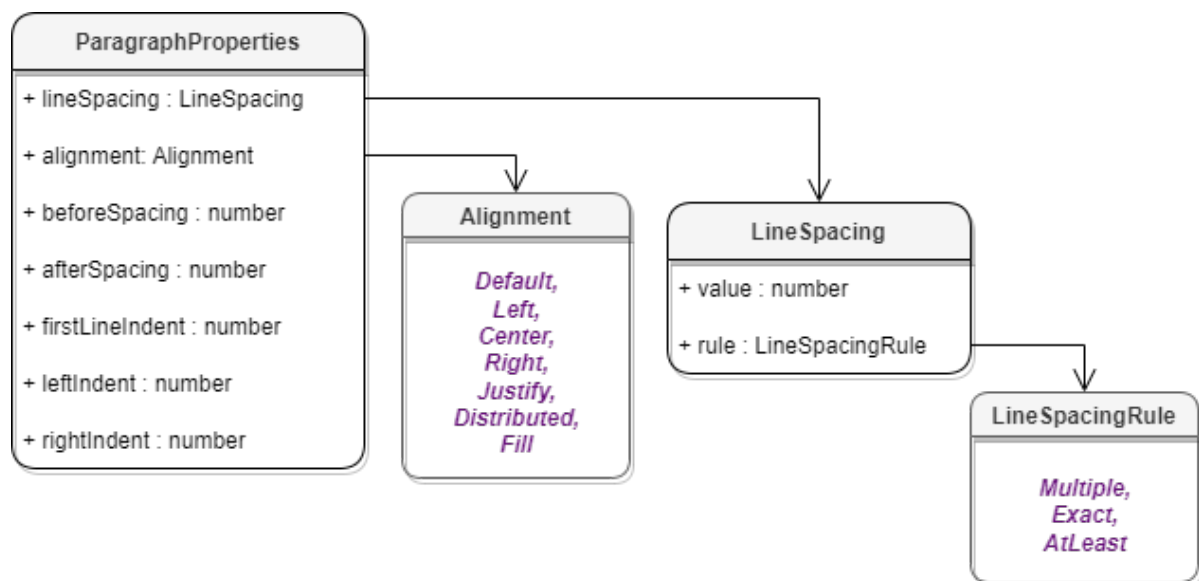 ParagraphProperties
+ lineSpacing : LineSpacing
+ alignment: Alignment
+ beforeSpacing : number
+ afterSpacing : number
+ firstLineIndent : number
+ leftIndent : number
+ rightIndent : number
Alignment
Default,
Left,
Center,
Right,
Justify,
Distributed,
Fill
LineSpacing
+ value : number
+ rule : LineSpacingRule
LineSpacingRule
Multiple,
Exact,
AtLeast